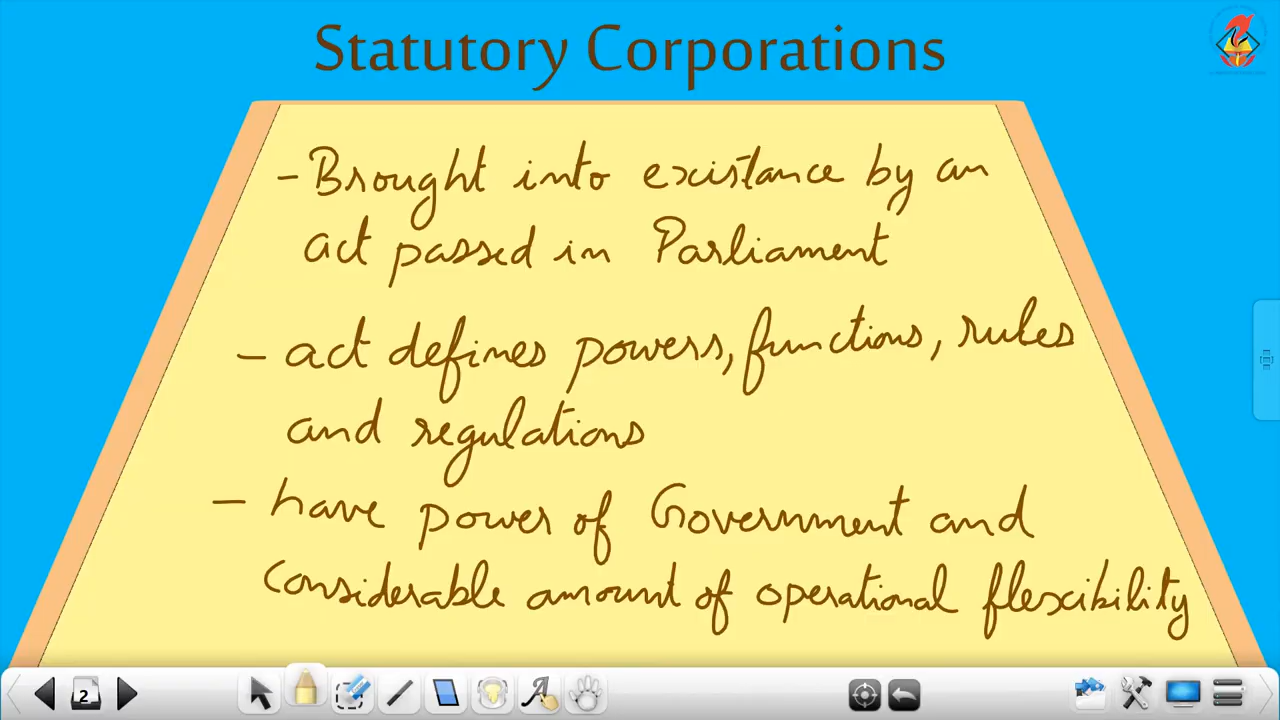 Statutory Corporations
- Brought into existance by an
act passed in Parliament
- act defines powers, functions, rules
and regulations
- have power of Government and
considerable amount of operational flexibility
2